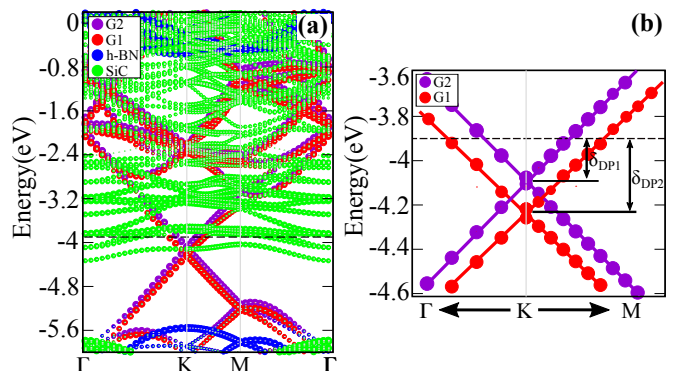 (a)
G2
G1
h-BN
SiC
0.2
-0.8
-1.6
-2.4
-3.2
-4
-4.8
-5.6
Energy(eV)
Γ K M Γ
(b)
G2
G1
-3.6
-3.8
-4
-4.2
-4.4
-4.6
Energy(eV)
δDP1
δDP2
Γ K M